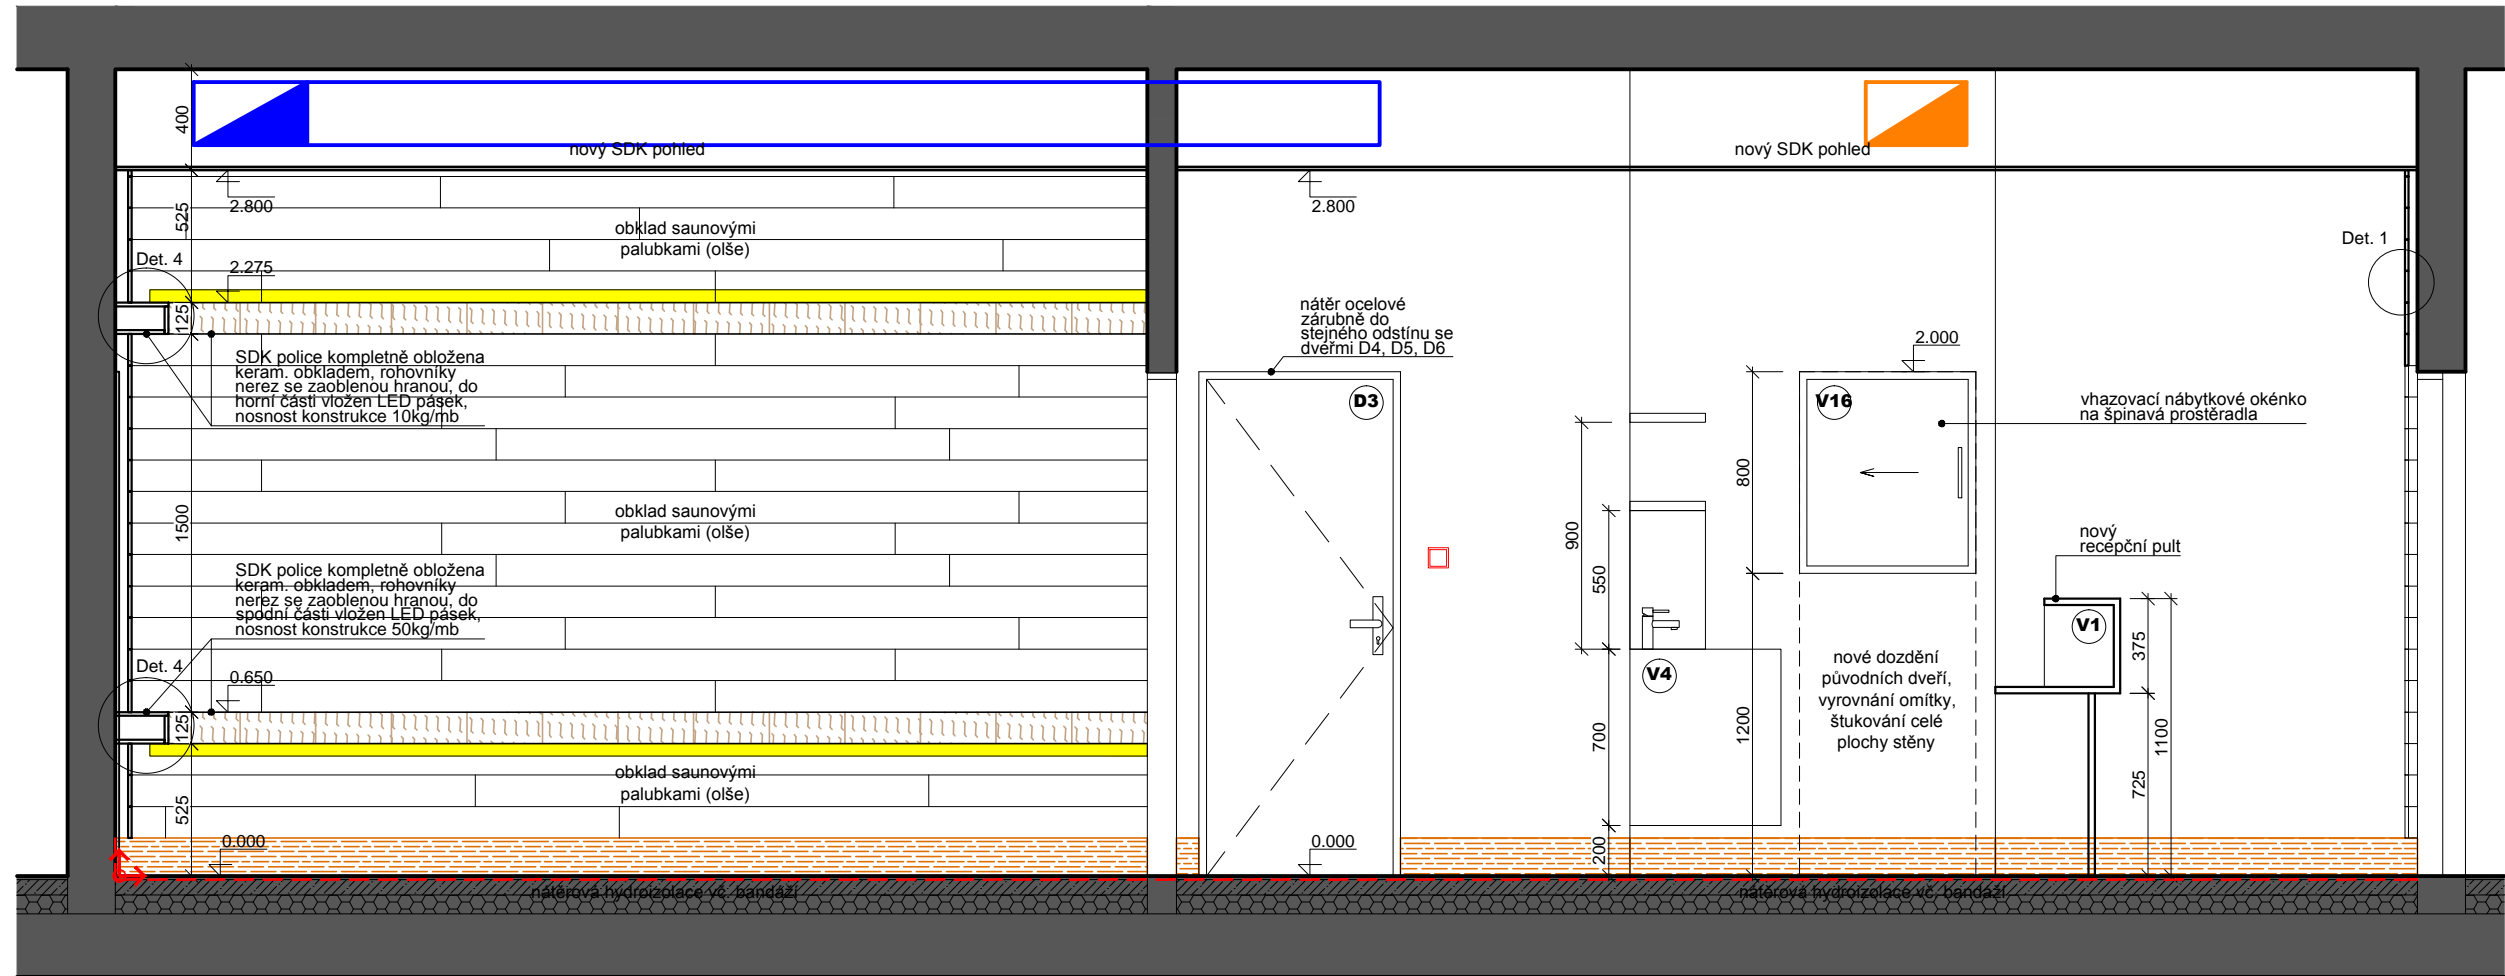 400
nový SDK pohled
nový SDK pohled
2.800
2.800
525
obklad saunovými
palubkami (olše)
Det. 4
2.275
125
Det. 1
nátěr ocelové
zárubně do
stejného odstínu se
dveřmi D4, D5, D6
SDK police kompletně obložena
keram. obkladem, rohovníky
nerez se zaoblenou hranou, do
horní části vložen LED pásek,
nosnost konstrukce 10kg/mb
D3
2.000
V16
vhazovací nábytkové okénko
na špinavá prostěradla
800
900
1500
obklad saunovými
palubkami (olše)
550
nový
recepční pult
SDK police kompletně obložena
keram. obkladem, rohovníky
nerez se zaoblenou hranou, do
spodní části vložen LED pásek,
nosnost konstrukce 50kg/mb
V1
375
Det. 4
0.650
V4
nové dozdění
původních dveří,
vyrovnání omítky,
štukování celé
plochy stěny
125
700
1200
1100
725
obklad saunovými
palubkami (olše)
525
0.000
0.000
200
nátěrová hydroizolace vč. bandáží
nátěrová hydroizolace vč. bandáží